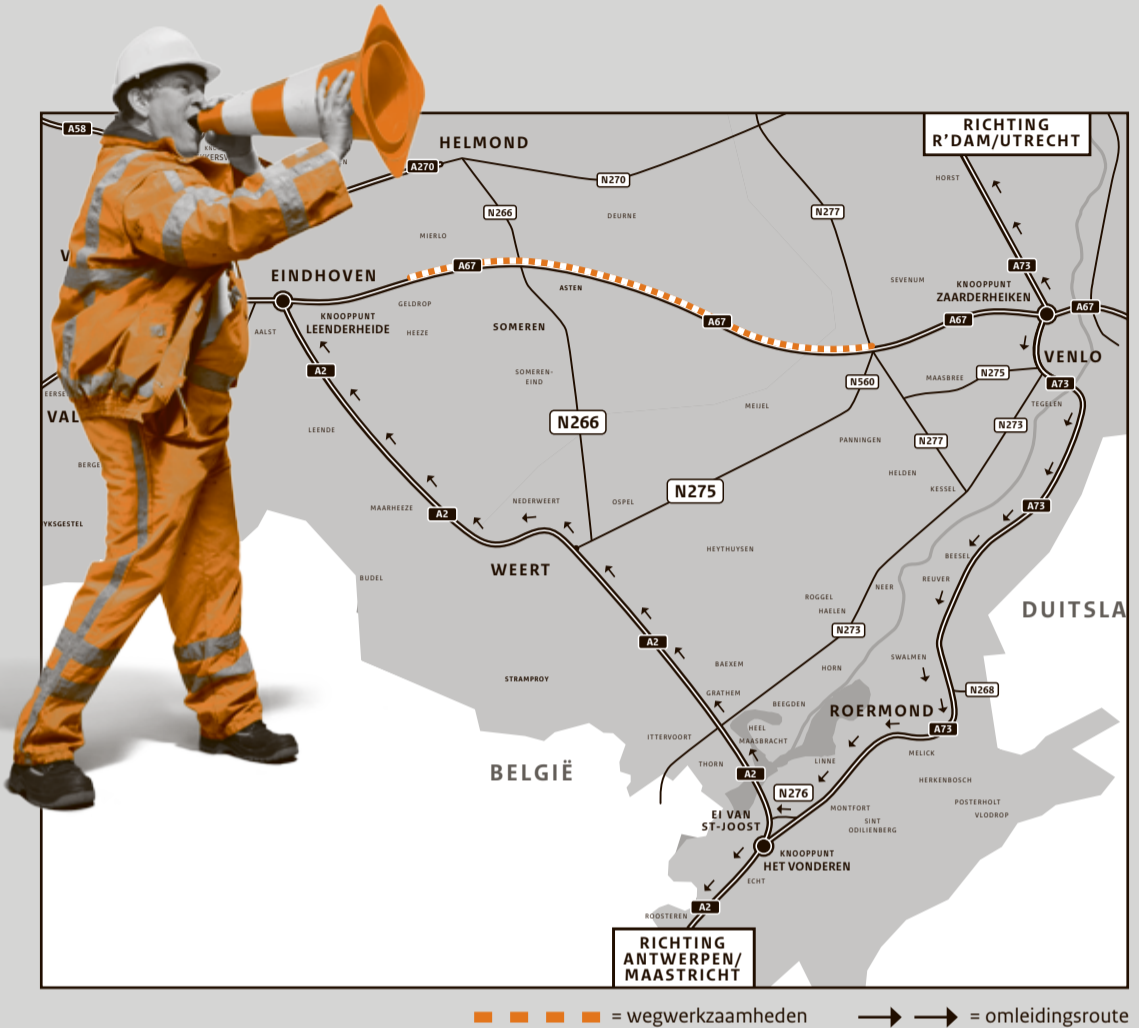 A58
HELMOND
RICHTING
R'DAM/UTRECHT
A270
N270
HORST
N266
DEURNE
N277
MIERLO
EINDHOVEN
A67
ASTEN
SEVENUM
A73
KNOOPPUNT
ZAARDERHEIKEN
A67
GELDROP
KNOOPPUNT
LEENDERHEIDE
AALST
HEEZE
SOMEREN
A67
A67
VENLO
A2
SOMEREN-
EIND
N560
MAASBREE
N275
A73
EERSEL
VAL
LEENDE
N266
MEIJEL
TEGELEN
N273
PANNINGEN
N277
BERGE
HELDEN
KESSEL
N275
NEDERWEERT
OSPEL
MAARHEEZE
A2
A73
YKSGESTEL
WEERT
HEYTHUYSEN
BEESEL
BUDEL
REUVER
NEER
ROGGEL
HAELEN
DUITSLA
N273
A2
SWALMEN
BAEXEM
HORN
STRAMPROY
GRATHEM
N268
BEEGDEN
ROERMOND
HEEL
MAASBRACHT
A73
ITTERVOORT
MELICK
THORN
LINNE
BELGIË
A2
HERKENBOSCH
N276
POSTERHOLT
MONTFORT
VLODROP
EI VAN
ST-JOOST
SINT
ODILIENBERG
KNOOPPUNT
HET VONDEREN
ECHT
A2
ROOSTEREN
RICHTING
ANTWERPEN/
MAASTRICHT
= wegwerkzaamheden
= omleidingsroute